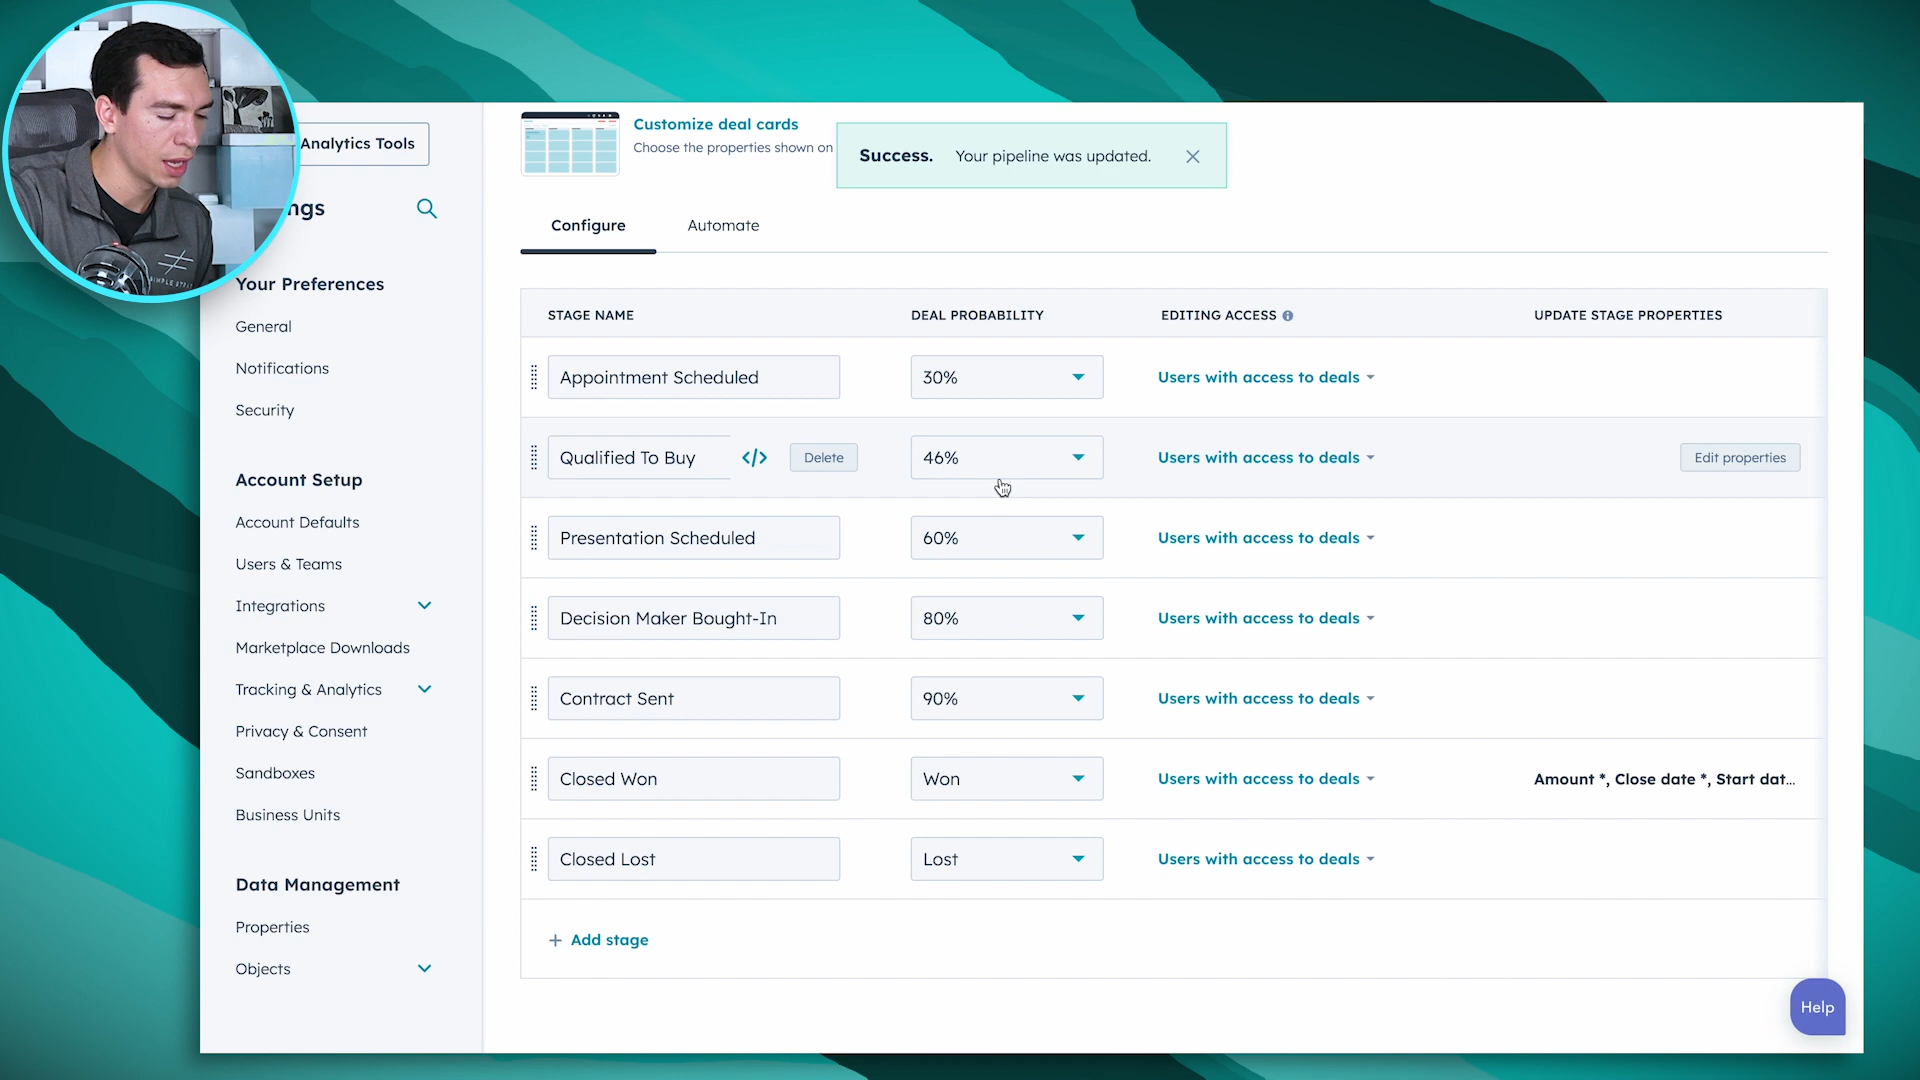 Analytics Tools
ngs
Your Preferences
General
Notifications
Security
Account Setup
Account Defaults
Users & Teams
Integrations
Marketplace Downloads
Tracking & Analytics
Privacy & Consent
Sandboxes
Business Units
Data Management
Properties
Objects
Customize deal cards
Choose the properties shown on
Success. Your pipeline was updated.
Configure Automate
STAGE NAME DEAL PROBABILITY EDITING ACCESS UPDATE STAGE PROPERTIES
Appointment Scheduled 30% Users with access to deals
Qualified To Buy </> Delete 46% Users with access to deals Edit properties
Presentation Scheduled 60% Users with access to deals
Decision Maker Bought-In 80% Users with access to deals
Contract Sent 90% Users with access to deals
Closed Won Won Users with access to deals Amount *, Close date *, Start dat...
Closed Lost Lost Users with access to deals
+ Add stage
Help